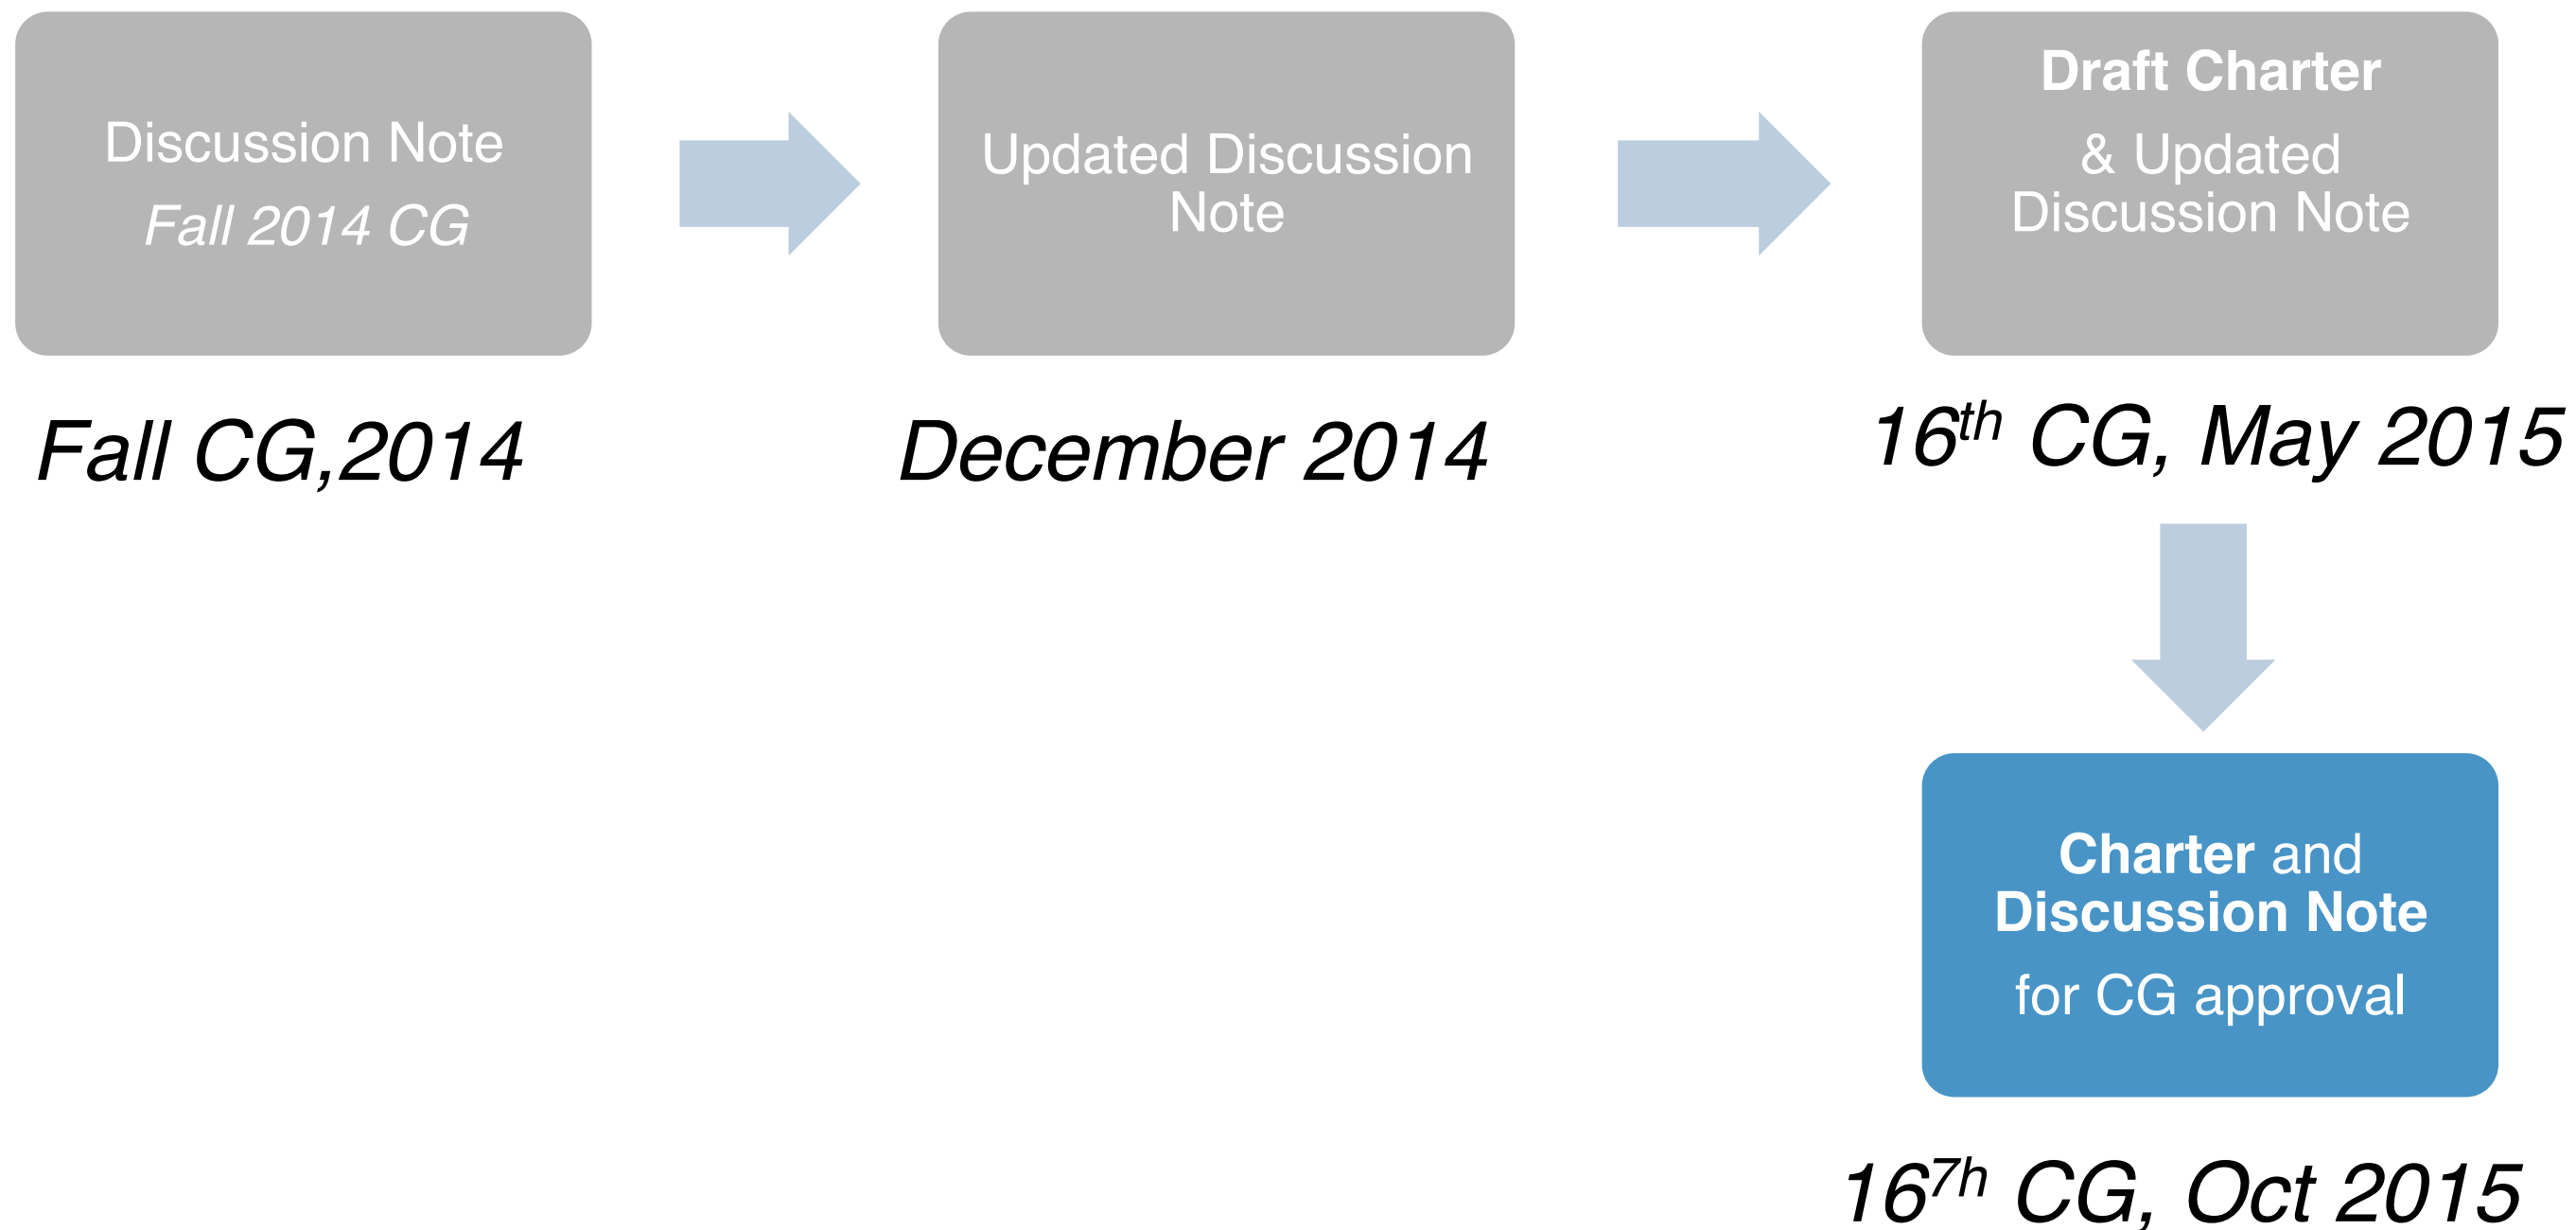 Discussion Note
Fall 2014 CG
Fall CG,2014
Updated Discussion
Note
December 2014
Draft Charter
& Updated
Discussion Note
16th CG, May 2015
Charter and
Discussion Note
for CG approval
167h CG, Oct 2015